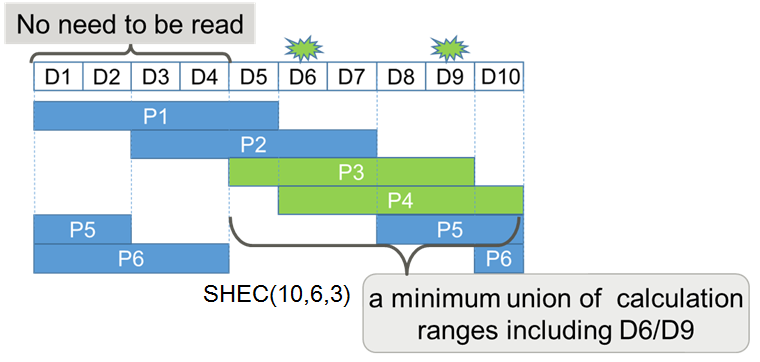 No need to be read
D1 D2 D3 D4 D5 D6 D7 D8 D9 D10
P1
P2
P3
P4
P5 P5
P6 P6
SHEC(10,6,3)
a minimum union of calculation
ranges including D6/D9